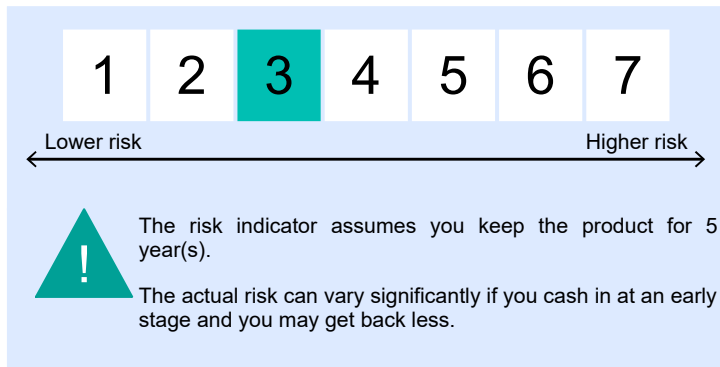 1 2 3 4 5 6 7
Lower risk Higher risk
The risk indicator assumes you keep the product for 5
year(s).
!
The actual risk can vary significantly if you cash in at an early
stage and you may get back less.